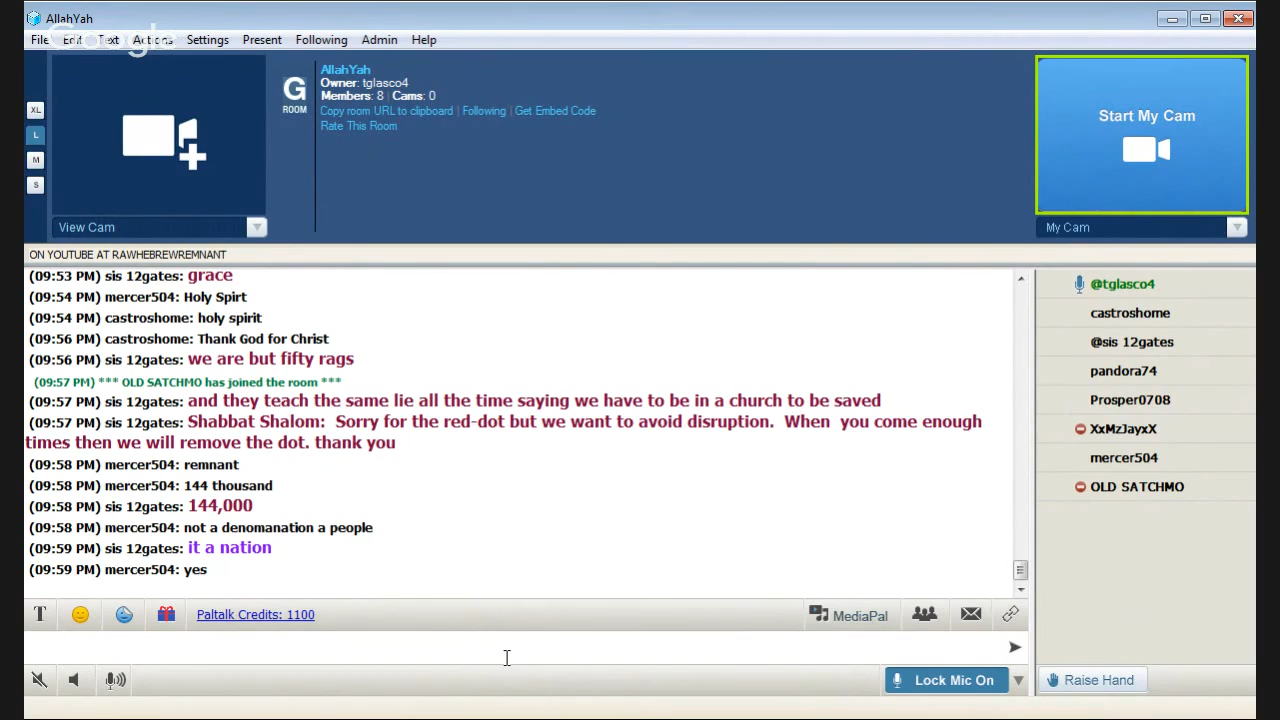 AllahYah
Google
File Edit Text Actions Settings Present Following Admin Help
XL
L
M
S
G
ROOM
AllahYah
Owner: tglasco4
Members: 8 | Cams: 0
Copy room URL to clipboard | Following | Get Embed Code
Rate This Room
Start My Cam
View Cam
My Cam
ON YOUTUBE AT RAWHEBREWREMNANT
(09:53 PM) sis 12gates: grace
(09:54 PM) mercer504: Holy Spirt
(09:54 PM) castroshome: holy spirit
(09:56 PM) castroshome: Thank God for Christ
(09:56 PM) sis 12gates: we are but fifty rags
(09:57 PM) *** OLD SATCHMO has joined the room ***
(09:57 PM) sis 12gates: and they teach the same lie all the time saying we have to be in a church to be saved
(09:57 PM) sis 12gates: Shabbat Shalom:  Sorry for the red-dot but we want to avoid disruption.  When  you come enough
times then we will remove the dot. thank you
(09:58 PM) mercer504: remnant
(09:58 PM) mercer504: 144 thousand
(09:58 PM) sis 12gates: 144,000
(09:58 PM) mercer504: not a denomanation a people
(09:59 PM) sis 12gates: it a nation
(09:59 PM) mercer504: yes
@tglasco4
castroshome
@sis 12gates
pandora74
Prosper0708
XxMzJayxX
mercer504
OLD SATCHMO
T
Paltalk Credits: 1100
MediaPal
Lock Mic On
Raise Hand